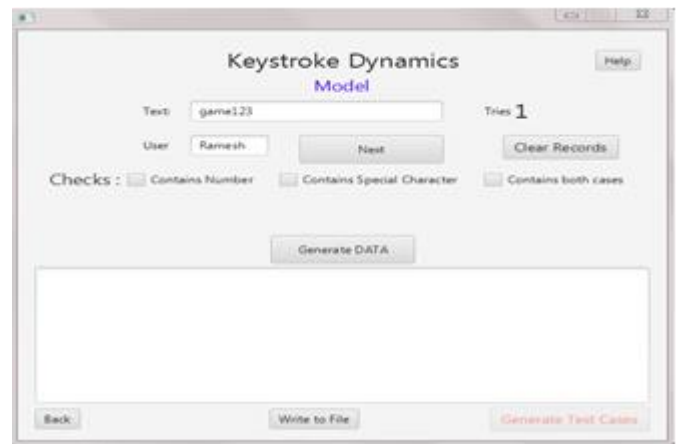 Keystroke Dynamics
Help
Model
Text: game123 Tries 1
User Ramesh Next Clear Records
Checks : Contains Number Contains Special Character Contains both cases
Generate DATA
Back Write to File Generate Test Cases